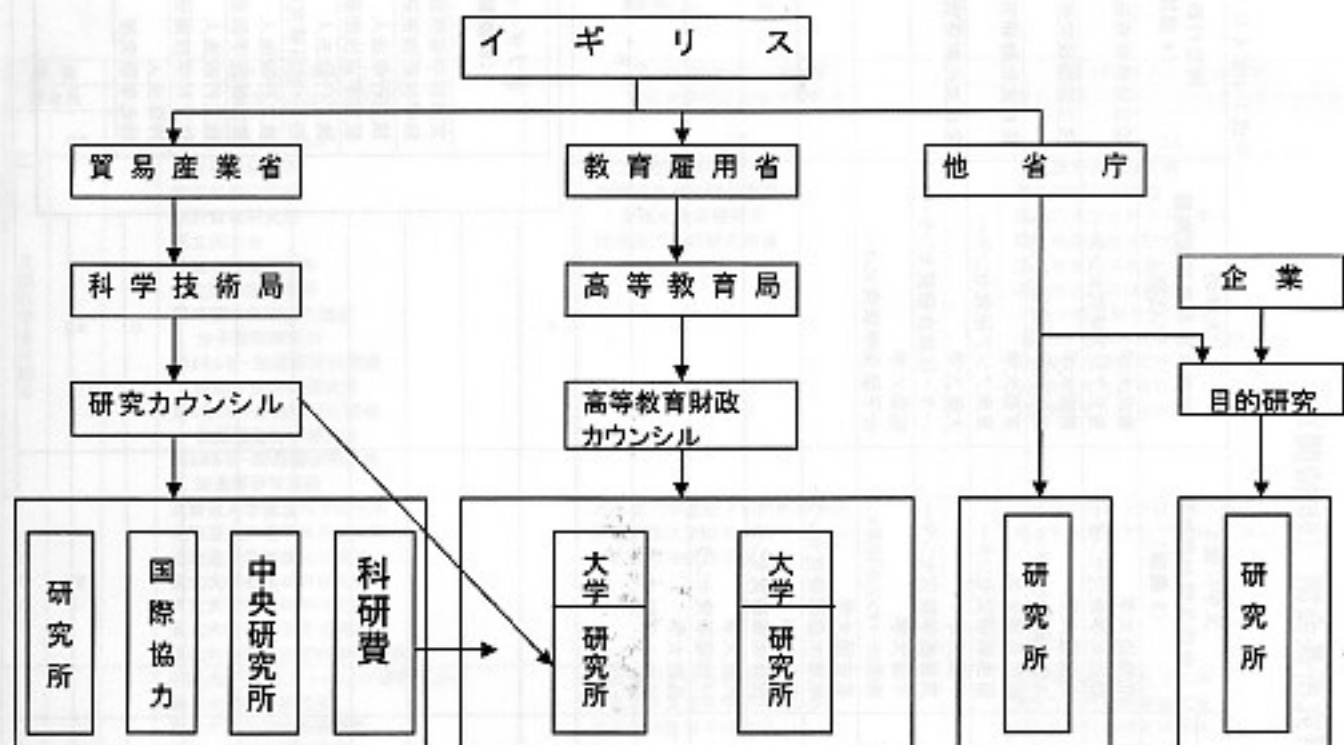 イギリス
貿易産業省
教育雇用省
他省庁
科学技術局
高等教育局
企業
研究カウンシル
高等教育財政
カウンシル
目的研究
研究所
国際協力
中央研究所
科研費
大学
研究所
大学
研究所
研究所
研究所